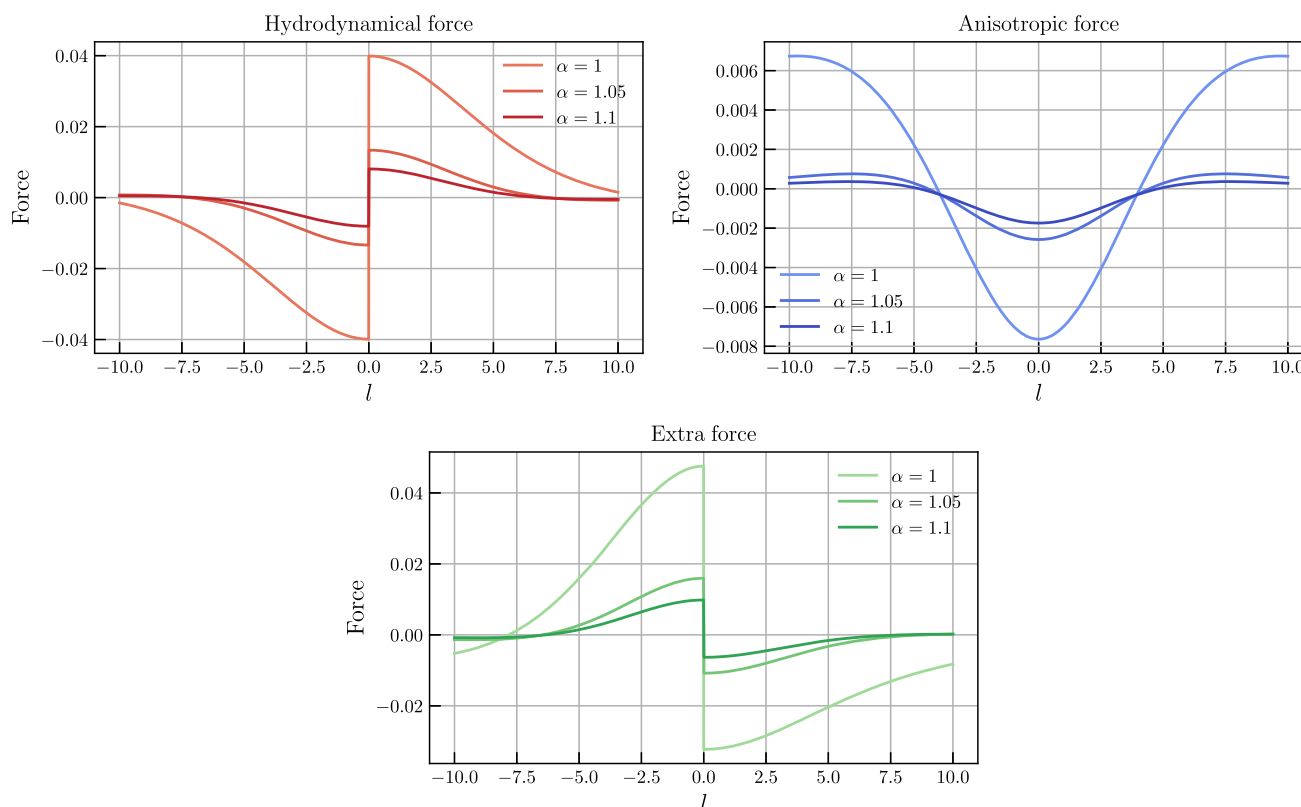 Hydrodynamical force
0.04
0.02
0.00
−0.02
−0.04
Force
α = 1
α = 1.05
α = 1.1
−10.0 −7.5 −5.0 −2.5 0.0 2.5 5.0 7.5 10.0
l
Anisotropic force
0.006
0.004
0.002
0.000
−0.002
−0.004
−0.006
−0.008
Force
α = 1
α = 1.05
α = 1.1
−10.0 −7.5 −5.0 −2.5 0.0 2.5 5.0 7.5 10.0
l
Extra force
0.04
0.02
0.00
−0.02
Force
α = 1
α = 1.05
α = 1.1
−10.0 −7.5 −5.0 −2.5 0.0 2.5 5.0 7.5 10.0
l